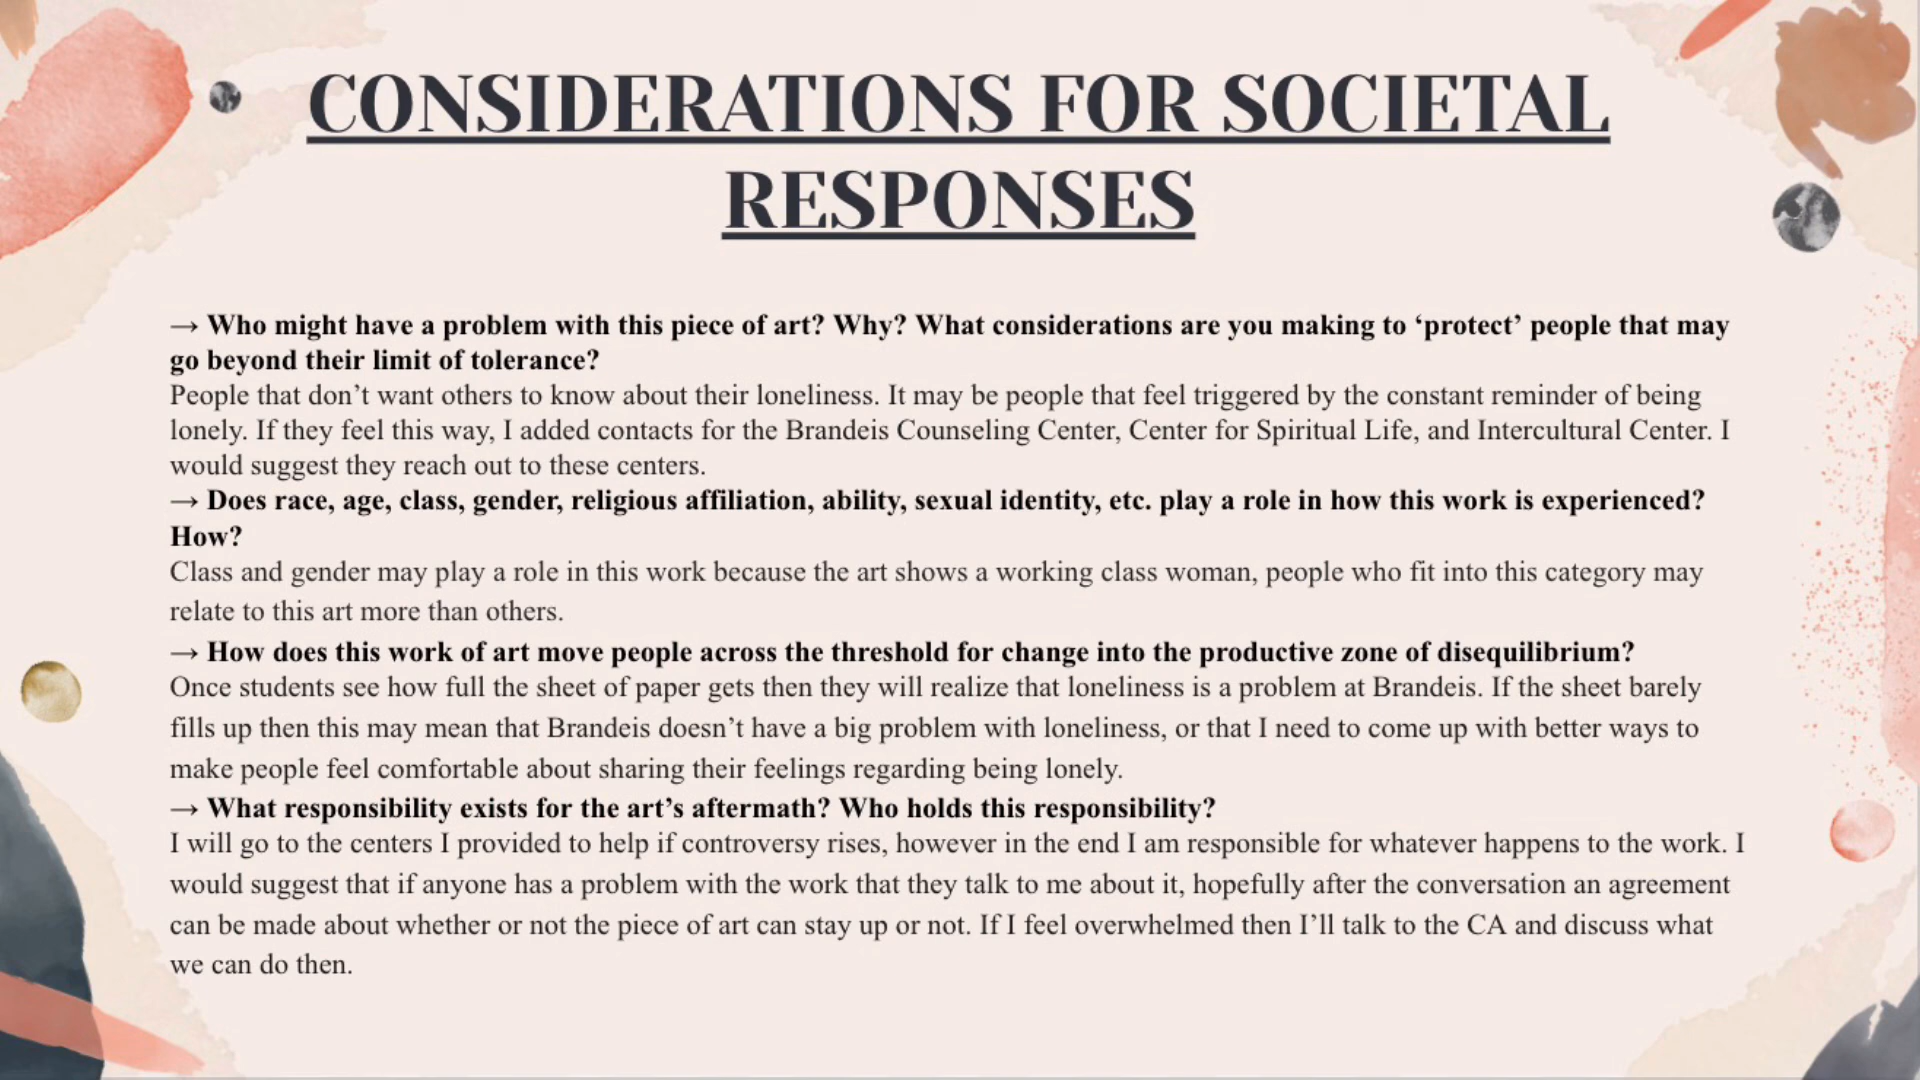 CONSIDERATIONS FOR SOCIETAL
RESPONSES
→ Who might have a problem with this piece of art? Why? What considerations are you making to ‘protect’ people that may
go beyond their limit of tolerance?
People that don’t want others to know about their loneliness. It may be people that feel triggered by the constant reminder of being
lonely. If they feel this way, I added contacts for the Brandeis Counseling Center, Center for Spiritual Life, and Intercultural Center. I
would suggest they reach out to these centers.
→ Does race, age, class, gender, religious affiliation, ability, sexual identity, etc. play a role in how this work is experienced?
How?
Class and gender may play a role in this work because the art shows a working class woman, people who fit into this category may
relate to this art more than others.
→ How does this work of art move people across the threshold for change into the productive zone of disequilibrium?
Once students see how full the sheet of paper gets then they will realize that loneliness is a problem at Brandeis. If the sheet barely
fills up then this may mean that Brandeis doesn’t have a big problem with loneliness, or that I need to come up with better ways to
make people feel comfortable about sharing their feelings regarding being lonely.
→ What responsibility exists for the art’s aftermath? Who holds this responsibility?
I will go to the centers I provided to help if controversy rises, however in the end I am responsible for whatever happens to the work. I
would suggest that if anyone has a problem with the work that they talk to me about it, hopefully after the conversation an agreement
can be made about whether or not the piece of art can stay up or not. If I feel overwhelmed then I’ll talk to the CA and discuss what
we can do then.